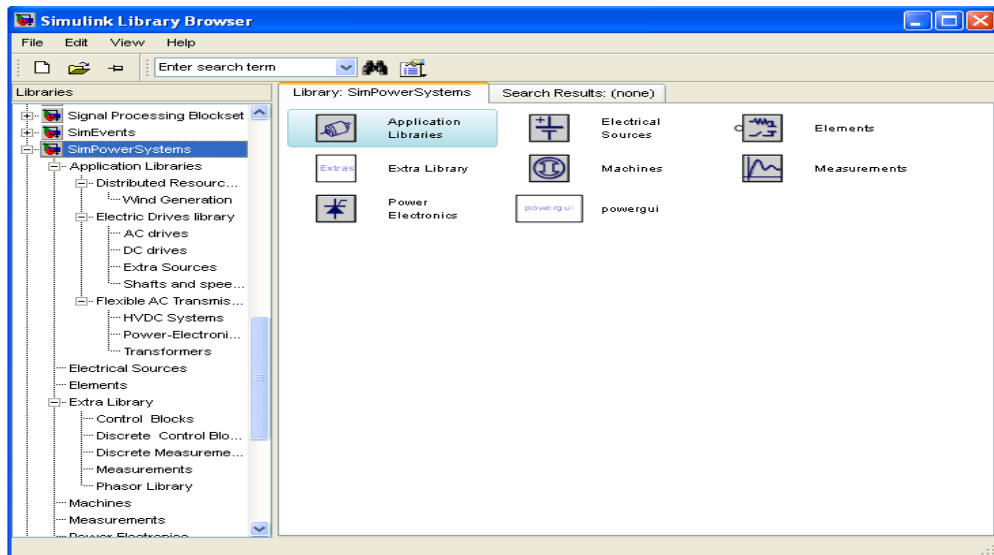 Simulink Library Browser
File Edit View Help
Enter search term
Libraries
Signal Processing Blockset
SimEvents
SimPowerSystems
Application Libraries
Distributed Resourc...
Wind Generation
Electric Drives library
AC drives
DC drives
Extra Sources
Shafts and spee...
Flexible AC Transmis...
HVDC Systems
Power-Electroni...
Transformers
Electrical Sources
Elements
Extra Library
Control Blocks
Discrete Control Blo...
Discrete Measureme...
Measurements
Phasor Library
Machines
Measurements
Power Electronics
Library: SimPowerSystems
Search Results: (none)
Application
Libraries
Electrical
Sources
Elements
Extras
Extra Library
Machines
Measurements
Power
Electronics
powergui
powergui